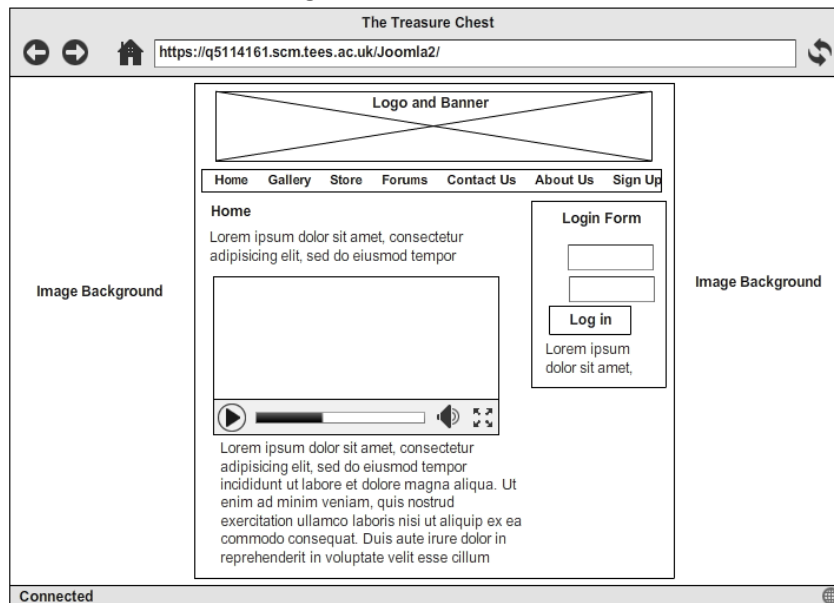 The Treasure Chest
https://q5114161.scm.tees.ac.uk/Joomla2/
Logo and Banner
Home Gallery Store Forums Contact Us About Us Sign Up
Home
Lorem ipsum dolor sit amet, consectetur
adipisicing elit, sed do eiusmod tempor
Login Form
Log in
Lorem ipsum
dolor sit amet,
Image Background
Image Background
Lorem ipsum dolor sit amet, consectetur
adipisicing elit, sed do eiusmod tempor
incididunt ut labore et dolore magna aliqua. Ut
enim ad minim veniam, quis nostrud
exercitation ullamco laboris nisi ut aliquip ex ea
commodo consequat. Duis aute irure dolor in
reprehenderit in voluptate velit esse cillum
Connected